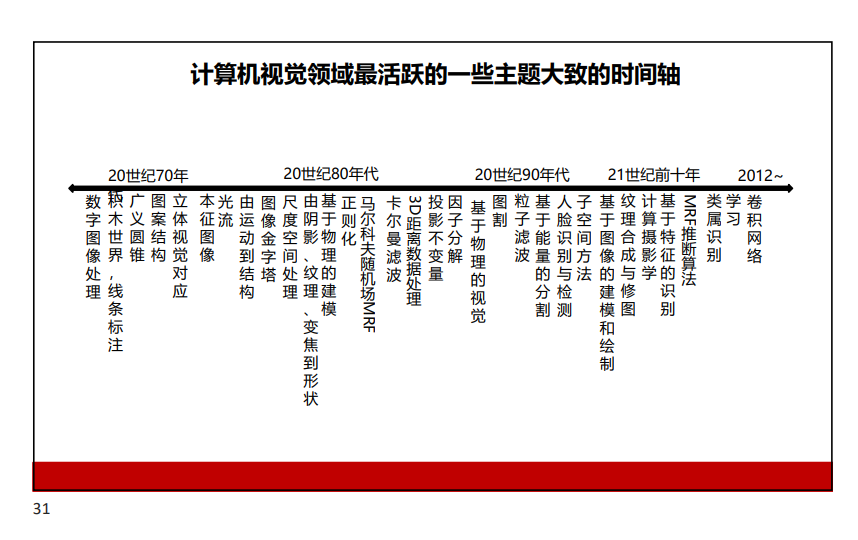 计算机视觉领域最活跃的一些主题大致的时间轴
20世纪70年代
20世纪80年代
20世纪90年代
21世纪前十年
2012~
数字图像处理
积木世界,线条标注
广义圆锥
图案结构
立体视觉对应
本征图像
光流
由运动到结构
图像金字塔
尺度空间处理
由阴影、纹理、变焦到形状
基于物理的建模
正则化
马尔科夫随机场MRF
卡尔曼滤波
3D距离数据处理
投影不变量
因子分解
基于物理的视觉
图割
粒子滤波
基于能量的分割
人脸识别与检测
子空间方法
基于图像的建模和绘制
纹理合成与修图
计算摄影学
基于特征的识别
MRF推断算法
类属识别
学习
卷积网络
31